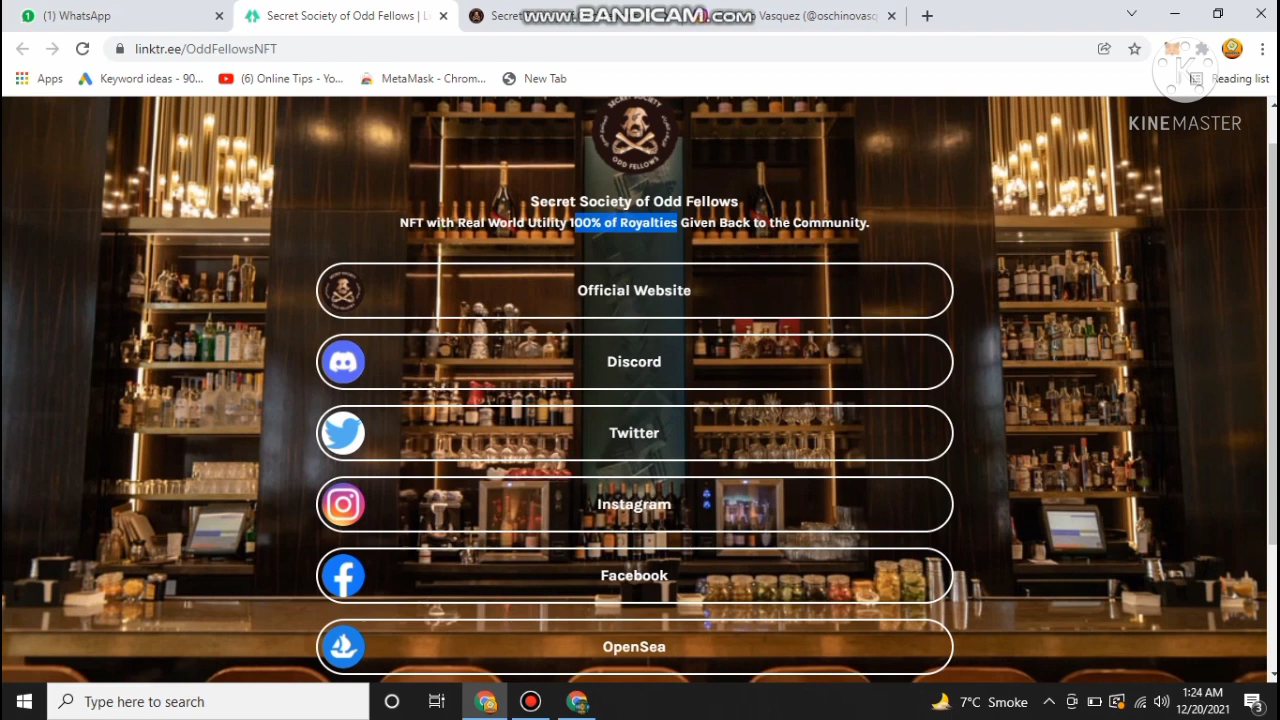 (1) WhatsApp
Secret Society of Odd Fellows | L
Secret
www.BANDICAM.com
Vasquez (@oschinovasq
linktr.ee/OddFellowsNFT
Apps
Keyword ideas - 90...
(6) Online Tips - Yo...
MetaMask - Chrom...
New Tab
Reading list
K
KINEMASTER
SECRET SOCIETY
ODD FELLOWS
Secret Society of Odd Fellows
NFT with Real World Utility 100% of Royalties Given Back to the Community.
Official Website
Discord
Twitter
Instagram
Facebook
OpenSea
Type here to search
7°C Smoke
1:24 AM
12/20/2021
3